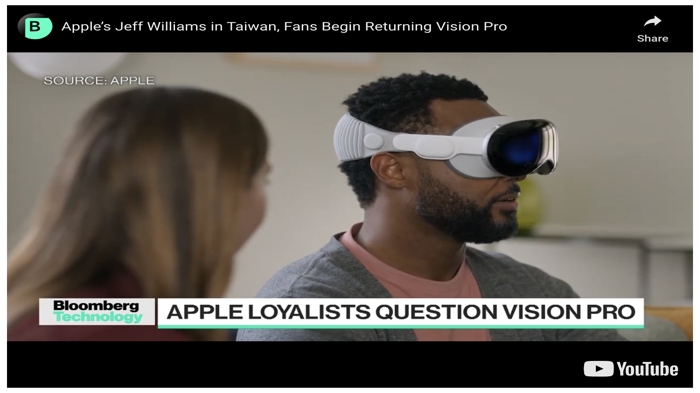 B
Apple's Jeff Williams in Taiwan, Fans Begin Returning Vision Pro
Share
SOURCE: APPLE
Bloomberg
Technology
APPLE LOYALISTS QUESTION VISION PRO
YouTube